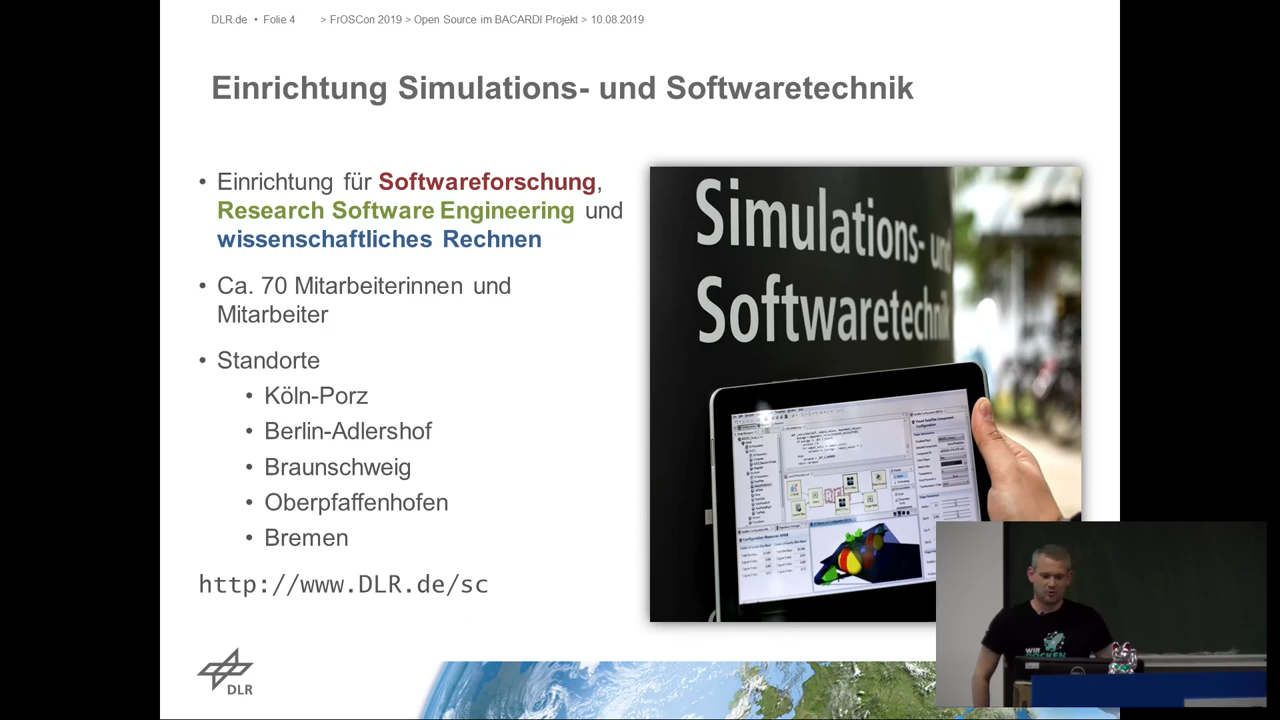 DLR.de • Folie 4 > FrOSCon 2019 > Open Source im BACARDI Projekt > 10.08.2019
Einrichtung Simulations- und Softwaretechnik
• Einrichtung für Softwareforschung,
Research Software Engineering und
wissenschaftliches Rechnen
• Ca. 70 Mitarbeiterinnen und
Mitarbeiter
• Standorte
• Köln-Porz
• Berlin-Adlershof
• Braunschweig
• Oberpfaffenhofen
• Bremen
http://www.DLR.de/sc
Simulations- und
Softwaretechnik
DLR
WIR
ROCKEN